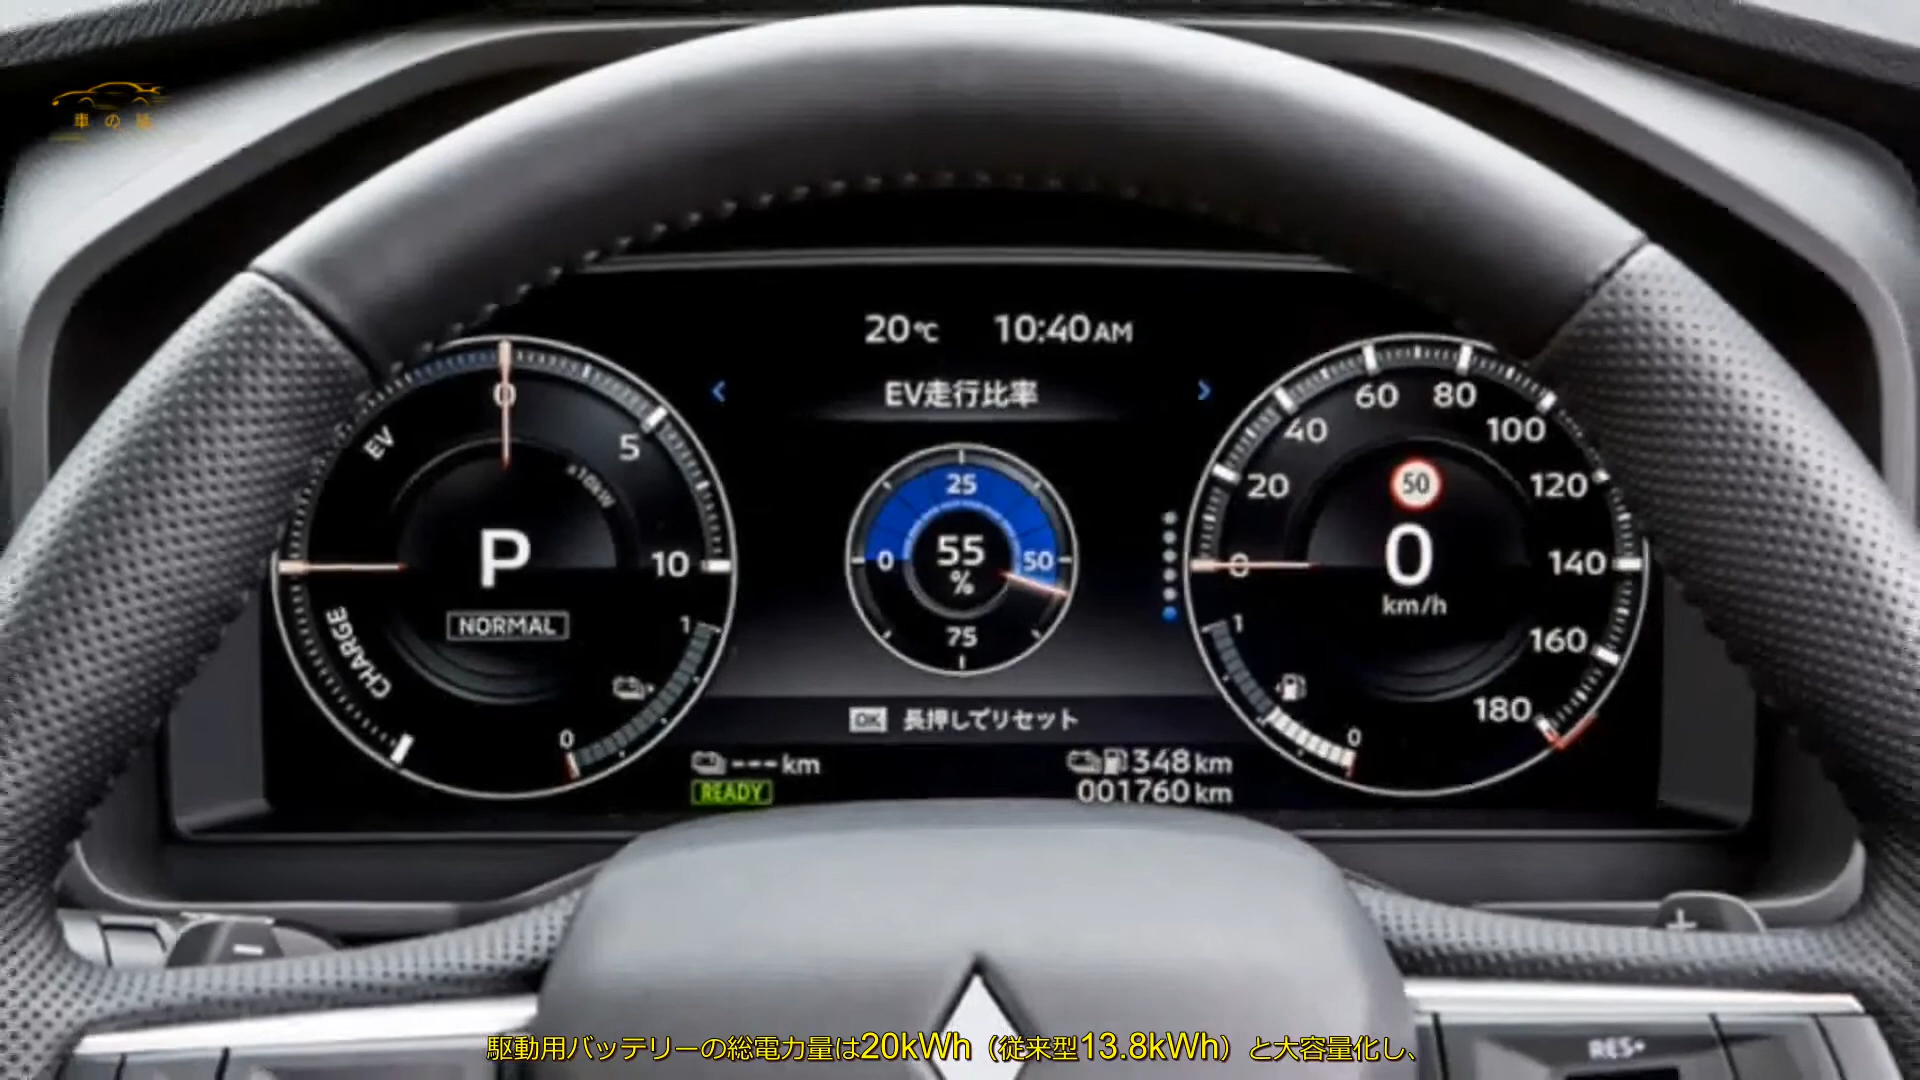 車の
20℃ 10:40AM
EV走行比率
EV
0
5
10
x10kW
P
NORMAL
CHARGE
1
0
0
25
50
75
55
%
OK 長押しでリセット
---km
READY
348km
001760km
0
20
40
60
80
100
120
140
160
180
50
0
km/h
1
0
RES+
駆動用バッテリーの総電力量は20kWh（従来型13.8kWh）と大容量化し、